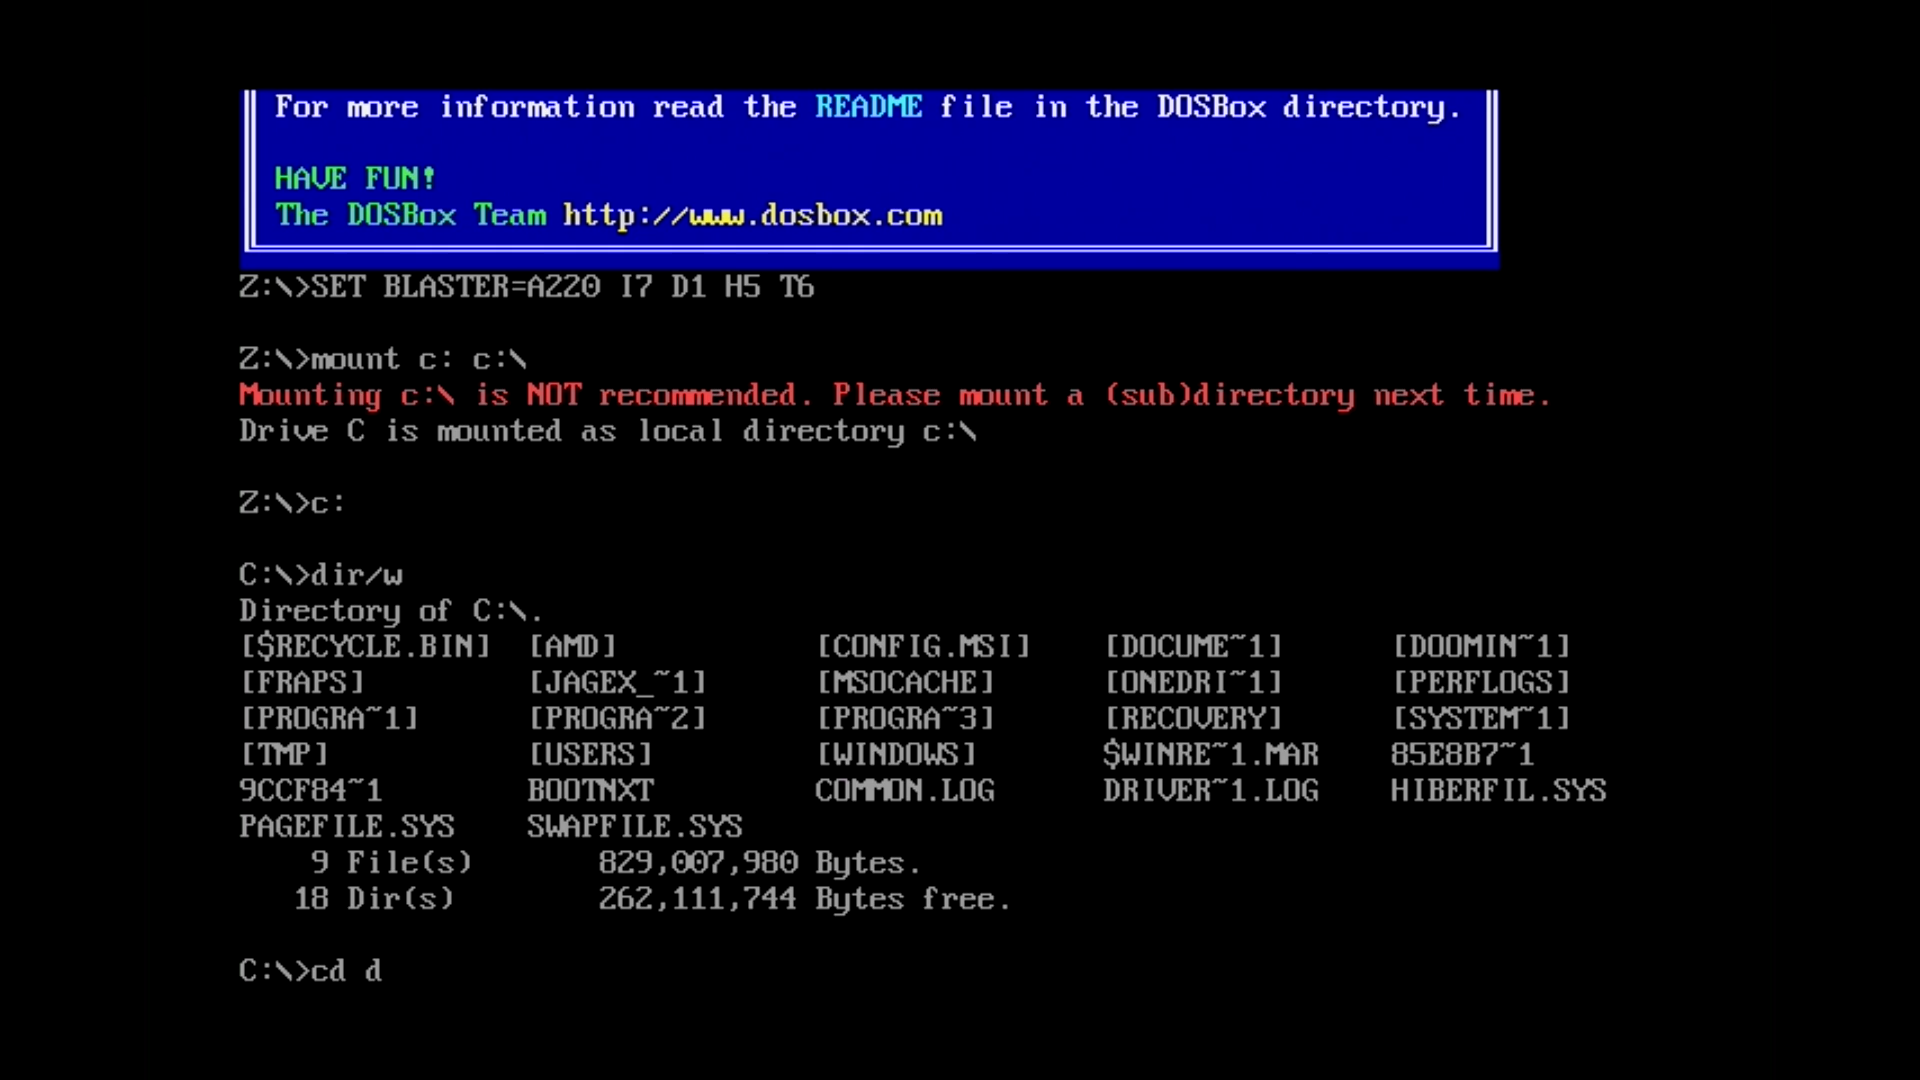 For more information read the README file in the DOSBox directory.
HAVE FUN!
The DOSBox Team http://www.dosbox.com
Z:\>SET BLASTER=A220 I7 D1 H5 T6
Z:\>mount c: c:\
Mounting c:\ is NOT recommended. Please mount a (sub)directory next time.
Drive C is mounted as local directory c:\
Z:\>c:
C:\>dir/w
Directory of C:\.
[$RECYCLE.BIN] [AMD] [CONFIG.MSI] [DOCUME~1] [DOOMIN~1]
[FRAPS] [JAGEX_~1] [MSOCACHE] [ONEDRI~1] [PERFLOGS]
[PROGRA~1] [PROGRA~2] [PROGRA~3] [RECOVERY] [SYSTEM~1]
[TMP] [USERS] [WINDOWS] $WINRE~1.MAR 85E8B7~1
9CCF84~1 BOOTNXT COMMON.LOG DRIVER~1.LOG HIBERFIL.SYS
PAGEFILE.SYS SWAPFILE.SYS
9 File(s) 829,007,980 Bytes.
18 Dir(s) 262,111,744 Bytes free.
C:\>cd d